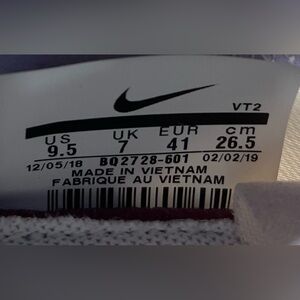 VT2
US UK EUR cm
9.5 7 41 26.5
12/05/18 BQ2728-601 02/02/19
MADE IN VIETNAM
FABRIQUE AU VIETNAM